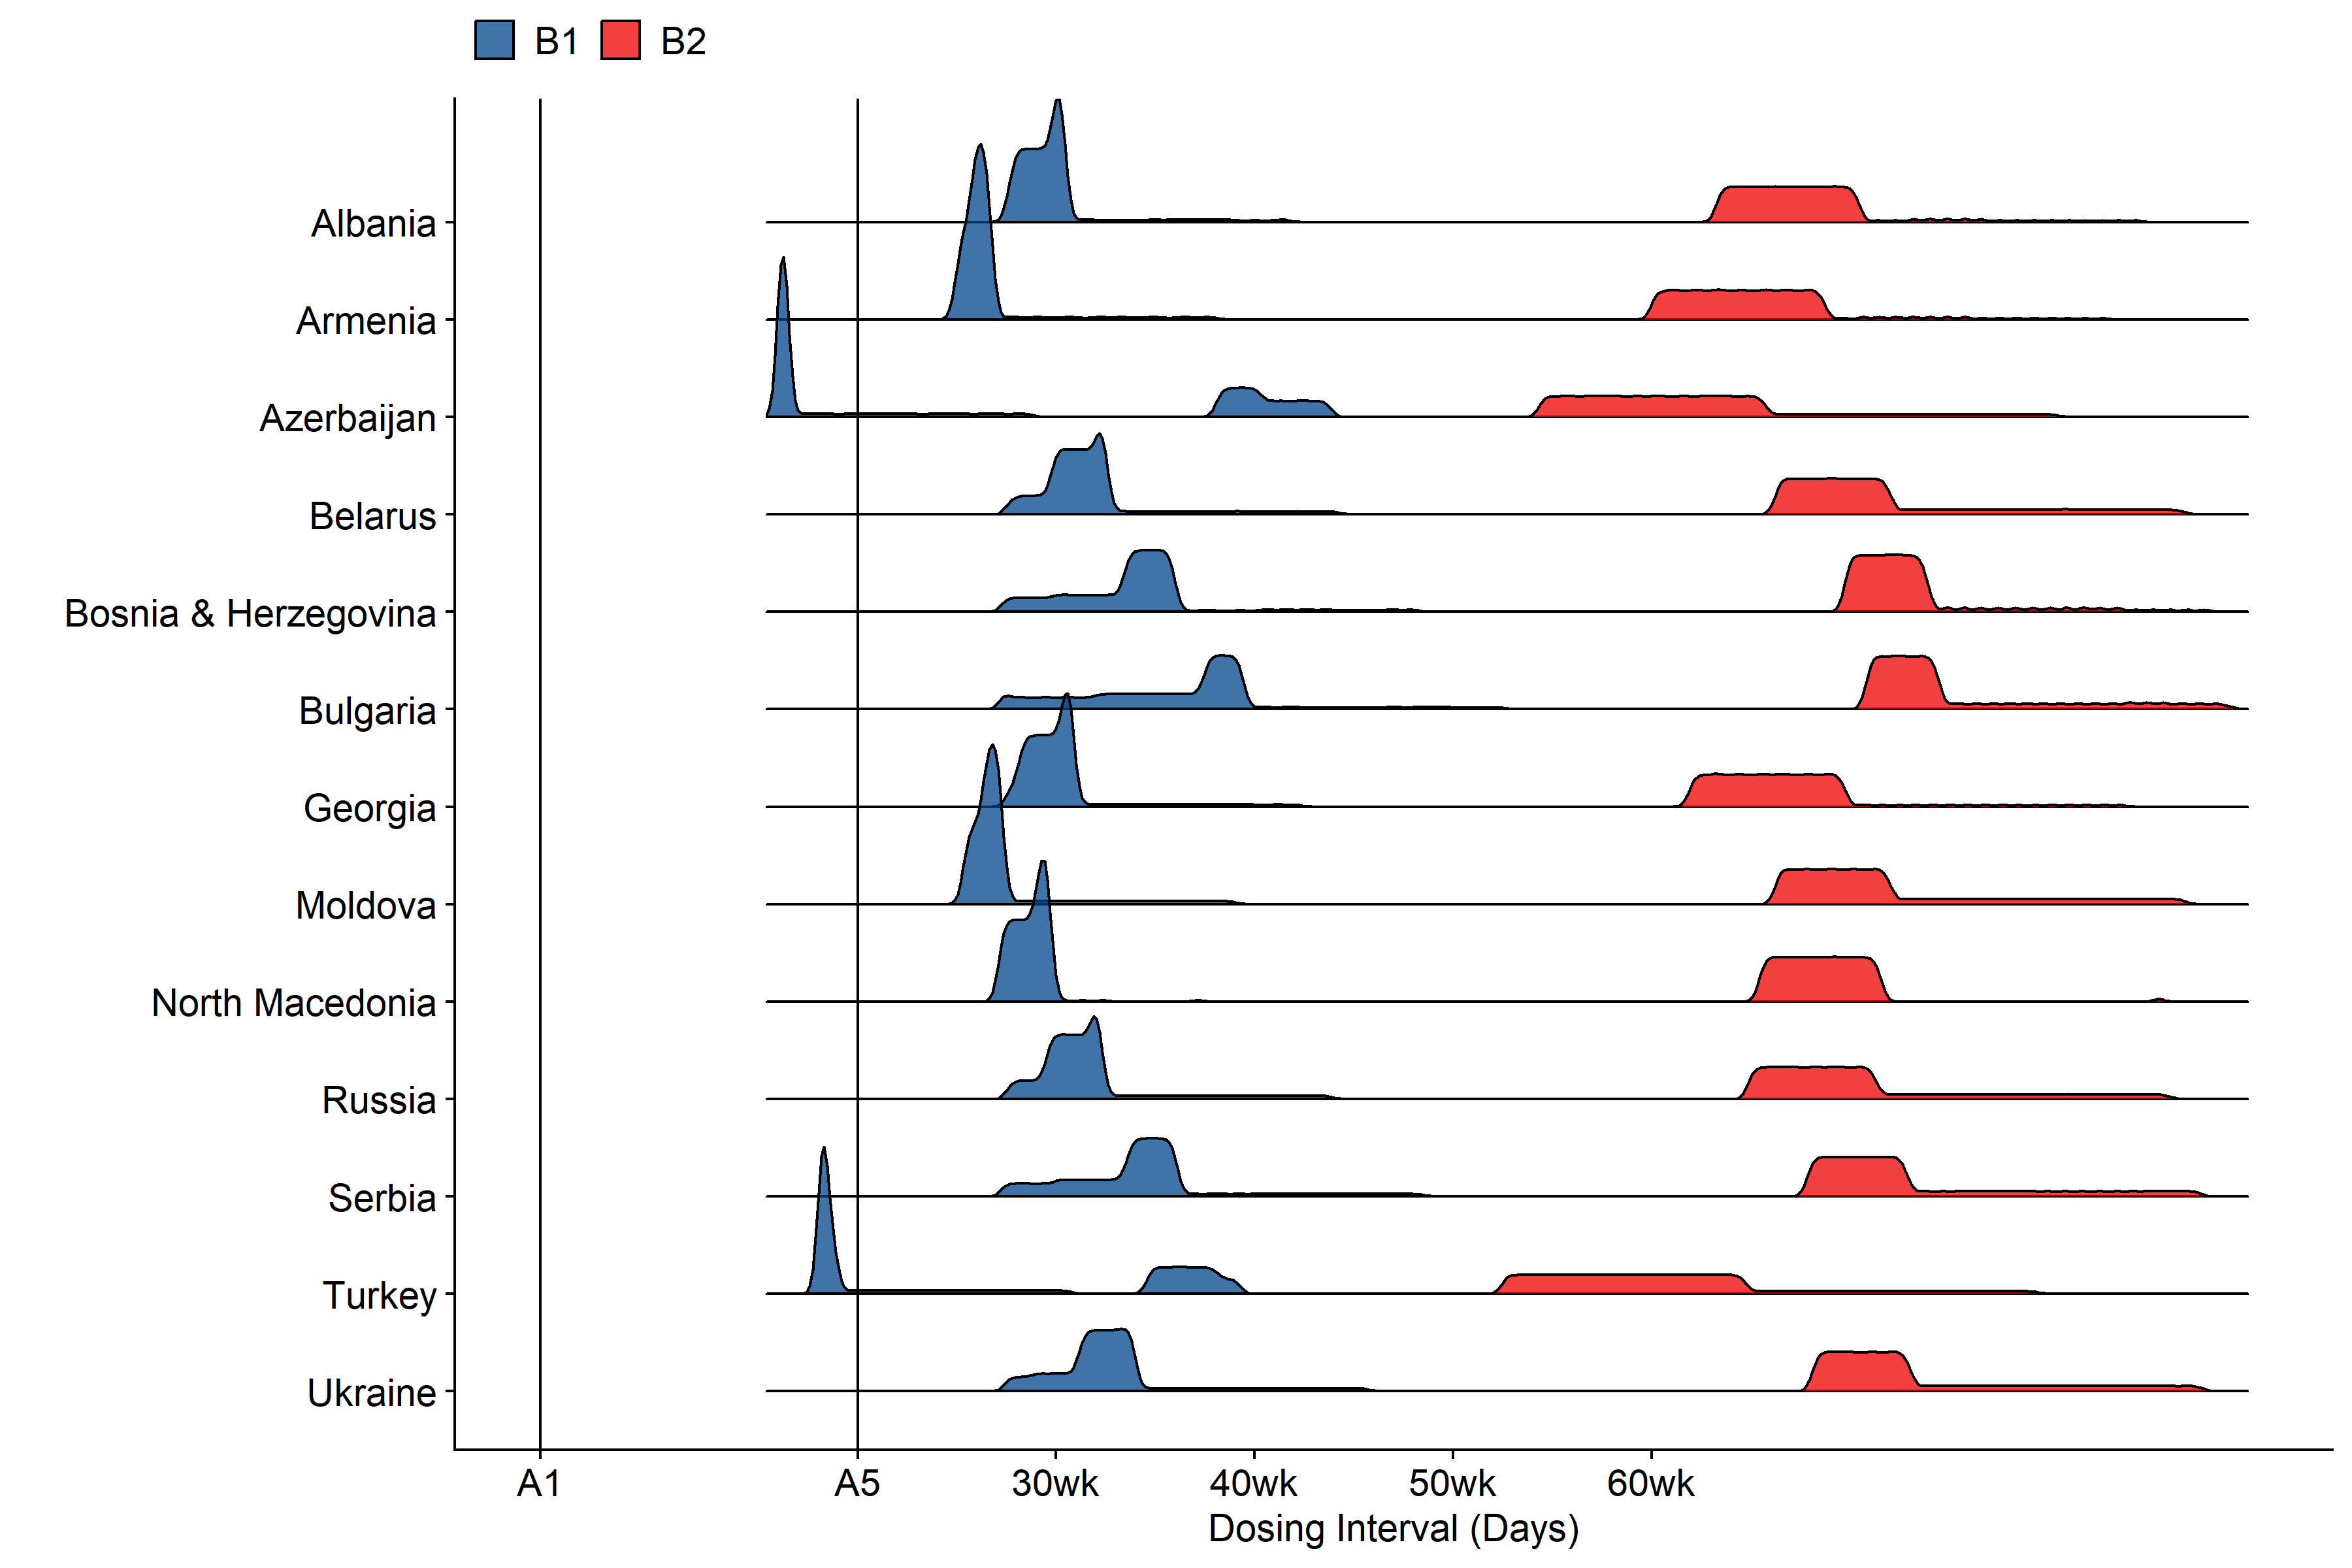 B1 B2
Albania
Armenia
Azerbaijan
Belarus
Bosnia & Herzegovina
Bulgaria
Georgia
Moldova
North Macedonia
Russia
Serbia
Turkey
Ukraine
A1 A5 30wk 40wk 50wk 60wk
Dosing Interval (Days)